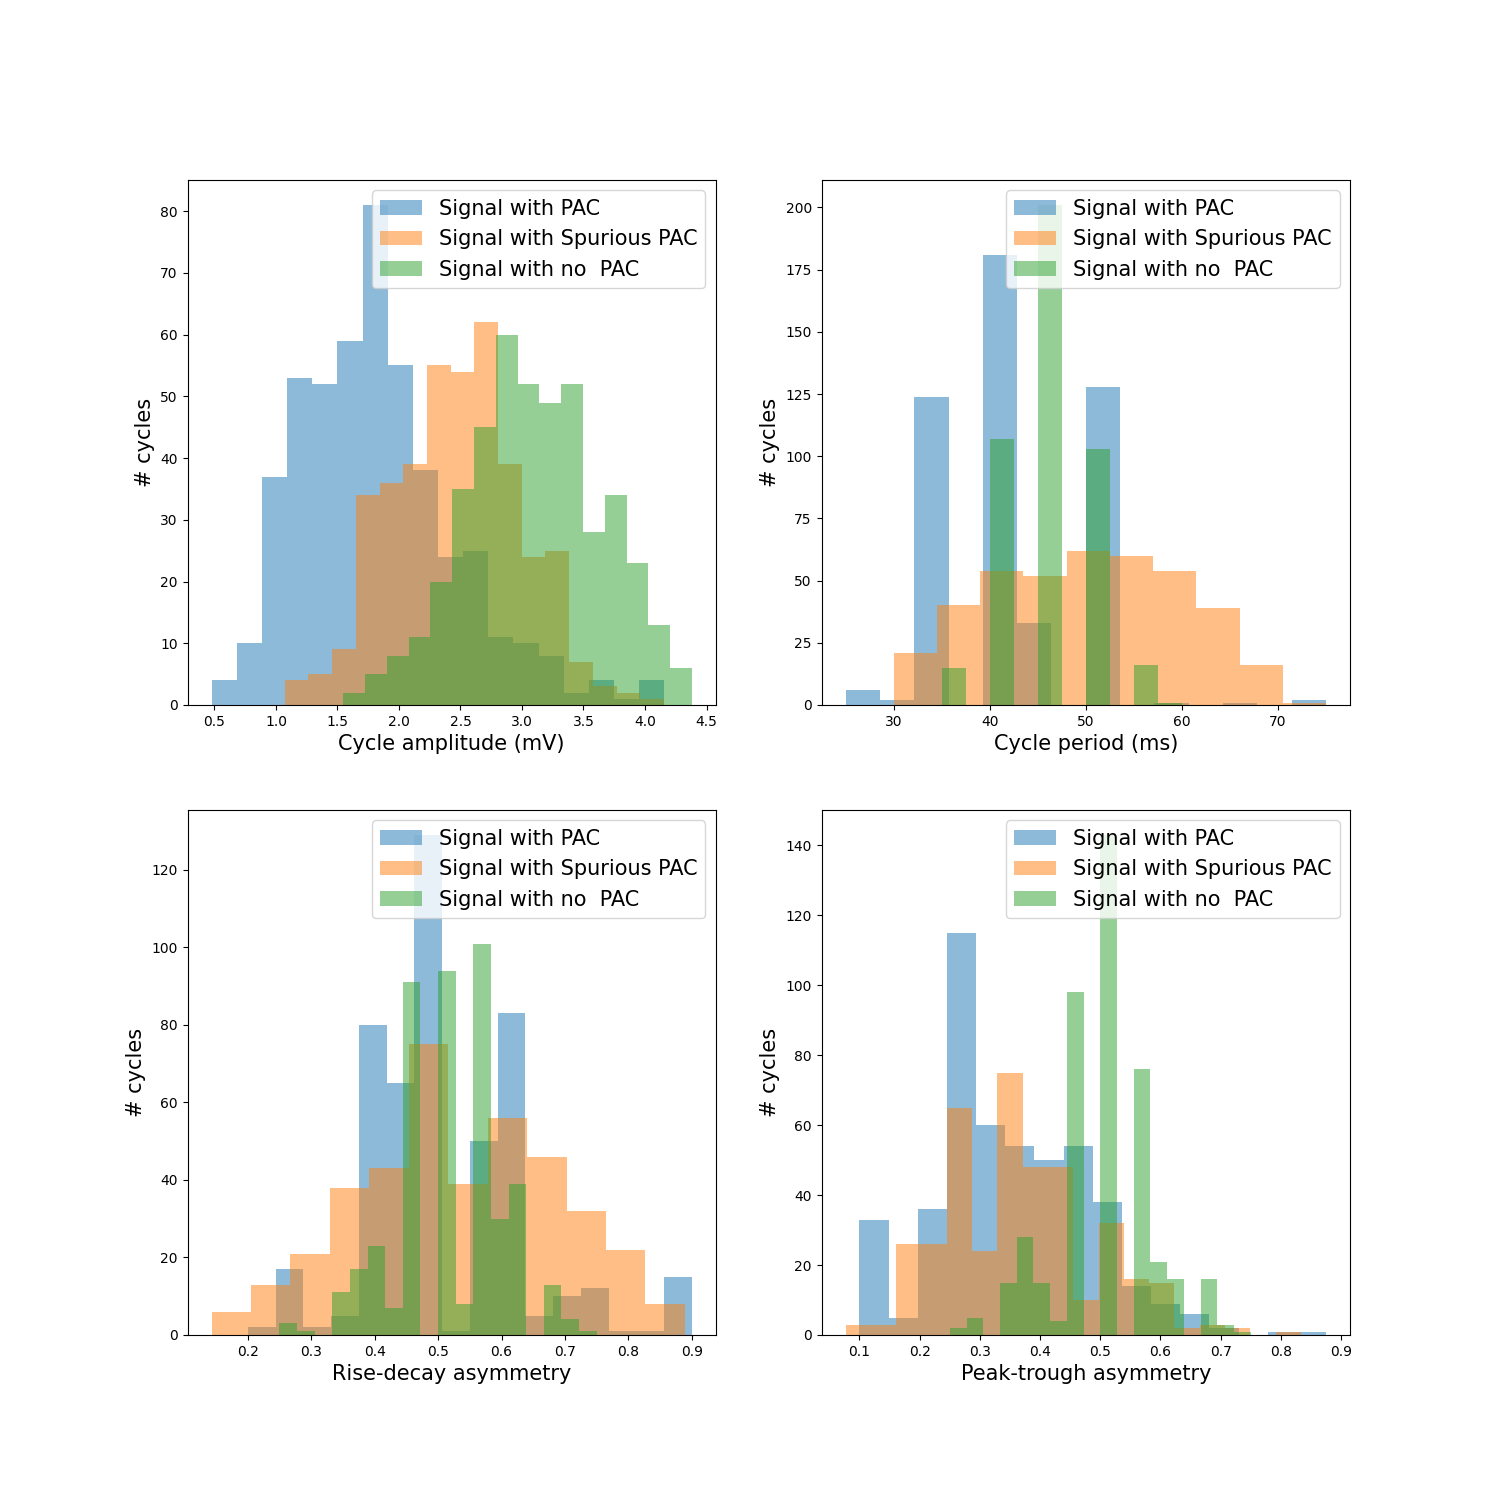 Signal with PAC
Signal with Spurious PAC
Signal with no  PAC
# cycles
80
70
60
50
40
30
20
10
0
0.5 1.0 1.5 2.0 2.5 3.0 3.5 4.0 4.5
Cycle amplitude (mV)
Signal with PAC
Signal with Spurious PAC
Signal with no  PAC
# cycles
200
175
150
125
100
75
50
25
0
30 40 50 60 70
Cycle period (ms)
Signal with PAC
Signal with Spurious PAC
Signal with no  PAC
# cycles
120
100
80
60
40
20
0
0.2 0.3 0.4 0.5 0.6 0.7 0.8 0.9
Rise-decay asymmetry
Signal with PAC
Signal with Spurious PAC
Signal with no  PAC
# cycles
140
120
100
80
60
40
20
0
0.1 0.2 0.3 0.4 0.5 0.6 0.7 0.8 0.9
Peak-trough asymmetry